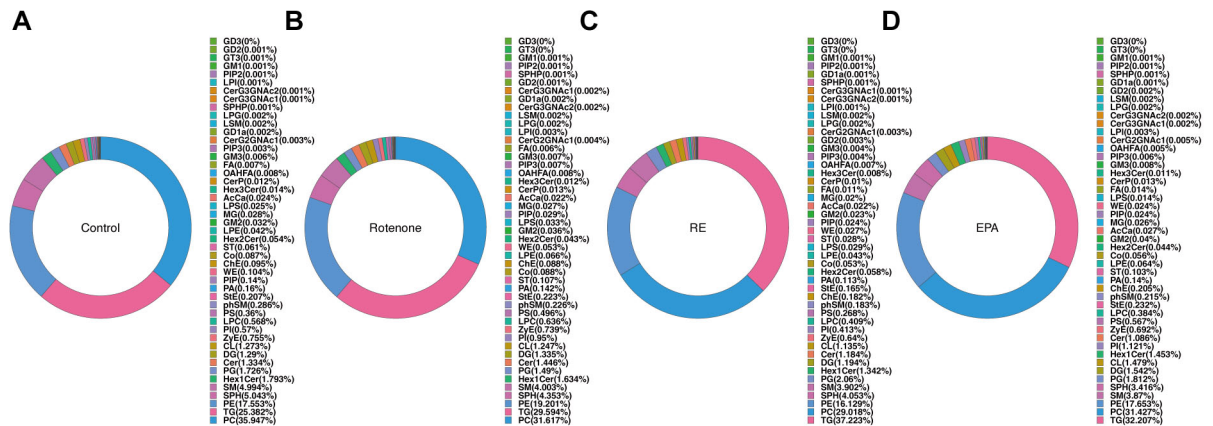 A
GD3(0%)
GD2(0.001%)
GT3(0.001%)
GM1(0.001%)
PIP2(0.001%)
LPI(0.001%)
CerG3GNAc2(0.001%)
CerG3GNAc1(0.001%)
SPHP(0.001%)
LPG(0.002%)
LSM(0.002%)
GD1a(0.002%)
CerG2GNAc1(0.003%)
PIP3(0.003%)
GM3(0.006%)
FA(0.007%)
OAHFA(0.008%)
CerP(0.012%)
Hex3Cer(0.014%)
AcCa(0.024%)
LPS(0.025%)
MG(0.028%)
GM2(0.032%)
LPE(0.042%)
Hex2Cer(0.054%)
ST(0.061%)
Co(0.087%)
ChE(0.095%)
WE(0.104%)
PIP(0.14%)
PA(0.16%)
StE(0.207%)
phSM(0.286%)
PS(0.36%)
LPC(0.568%)
PI(0.57%)
ZyE(0.755%)
CL(1.273%)
DG(1.29%)
Cer(1.334%)
PG(1.726%)
Hex1Cer(1.793%)
SM(4.994%)
SPH(5.043%)
PE(17.553%)
TG(25.382%)
PC(35.947%)
Control
B
GD3(0%)
GT3(0%)
GM1(0.001%)
PIP2(0.001%)
SPHP(0.001%)
GD2(0.001%)
CerG3GNAc1(0.002%)
GD1a(0.002%)
CerG3GNAc2(0.002%)
LSM(0.002%)
LPG(0.002%)
LPI(0.003%)
CerG2GNAc1(0.004%)
FA(0.006%)
GM3(0.007%)
PIP3(0.007%)
OAHFA(0.008%)
Hex3Cer(0.012%)
CerP(0.013%)
AcCa(0.022%)
MG(0.027%)
PIP(0.029%)
LPS(0.033%)
GM2(0.036%)
Hex2Cer(0.043%)
WE(0.053%)
LPE(0.066%)
ChE(0.088%)
Co(0.088%)
ST(0.107%)
PA(0.142%)
StE(0.223%)
phSM(0.226%)
PS(0.496%)
LPC(0.636%)
ZyE(0.739%)
PI(0.95%)
CL(1.247%)
DG(1.335%)
Cer(1.446%)
PG(1.49%)
Hex1Cer(1.634%)
SM(4.003%)
SPH(4.353%)
PE(19.201%)
TG(29.594%)
PC(31.617%)
Rotenone
C
GD3(0%)
GT3(0%)
GM1(0.001%)
PIP2(0.001%)
GD1a(0.001%)
SPHP(0.001%)
CerG3GNAc1(0.001%)
CerG3GNAc2(0.001%)
LPI(0.001%)
LSM(0.002%)
LPG(0.002%)
CerG2GNAc1(0.003%)
GD2(0.003%)
GM3(0.004%)
PIP3(0.004%)
OAHFA(0.007%)
Hex3Cer(0.008%)
CerP(0.01%)
FA(0.011%)
MG(0.02%)
AcCa(0.022%)
GM2(0.023%)
PIP(0.024%)
WE(0.027%)
ST(0.028%)
LPS(0.029%)
LPE(0.043%)
Co(0.053%)
Hex2Cer(0.058%)
PA(0.113%)
StE(0.165%)
ChE(0.182%)
phSM(0.183%)
PS(0.268%)
LPC(0.409%)
PI(0.413%)
ZyE(0.64%)
CL(1.135%)
Cer(1.184%)
DG(1.194%)
Hex1Cer(1.342%)
PG(2.06%)
SM(3.902%)
SPH(4.053%)
PE(16.129%)
PC(29.018%)
TG(37.223%)
RE
D
GD3(0%)
GT3(0%)
GM1(0.001%)
PIP2(0.001%)
SPHP(0.001%)
GD1a(0.001%)
GD2(0.001%)
LSM(0.002%)
LPG(0.002%)
CerG3GNAc2(0.002%)
CerG3GNAc1(0.002%)
LPI(0.003%)
CerG2GNAc1(0.005%)
OAHFA(0.005%)
PIP3(0.006%)
GM3(0.008%)
Hex3Cer(0.011%)
CerP(0.013%)
FA(0.014%)
LPS(0.014%)
WE(0.024%)
PIP(0.024%)
MG(0.026%)
AcCa(0.027%)
GM2(0.04%)
Hex2Cer(0.044%)
Co(0.056%)
LPE(0.064%)
ST(0.103%)
PA(0.14%)
ChE(0.205%)
phSM(0.215%)
StE(0.232%)
LPC(0.384%)
PS(0.567%)
ZyE(0.692%)
Cer(1.086%)
PI(1.121%)
Hex1Cer(1.453%)
CL(1.479%)
DG(1.542%)
PG(1.812%)
SPH(3.416%)
SM(3.87%)
PE(17.653%)
PC(31.427%)
TG(32.207%)
EPA